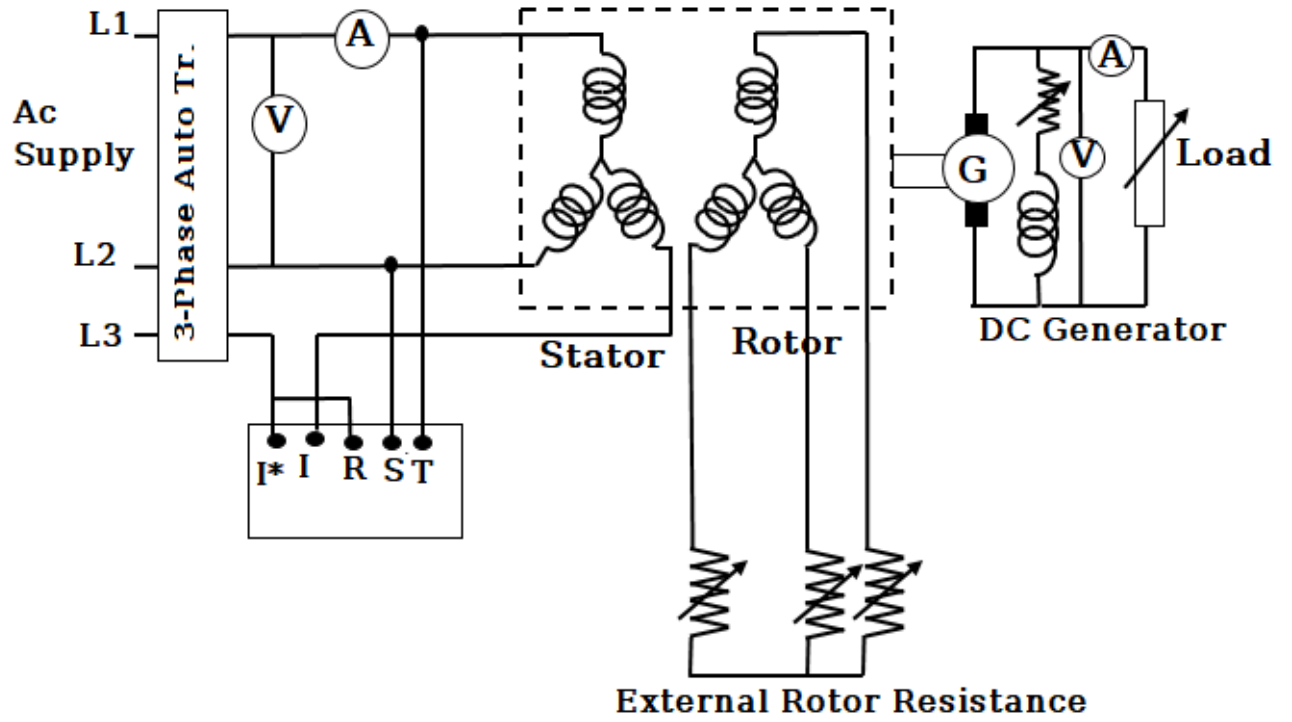 L1
Ac
Supply
L2
L3
3-Phase Auto Tr.
A
V
I*
I
R
S
T
Stator
Rotor
G
A
V
Load
DC Generator
External Rotor Resistance